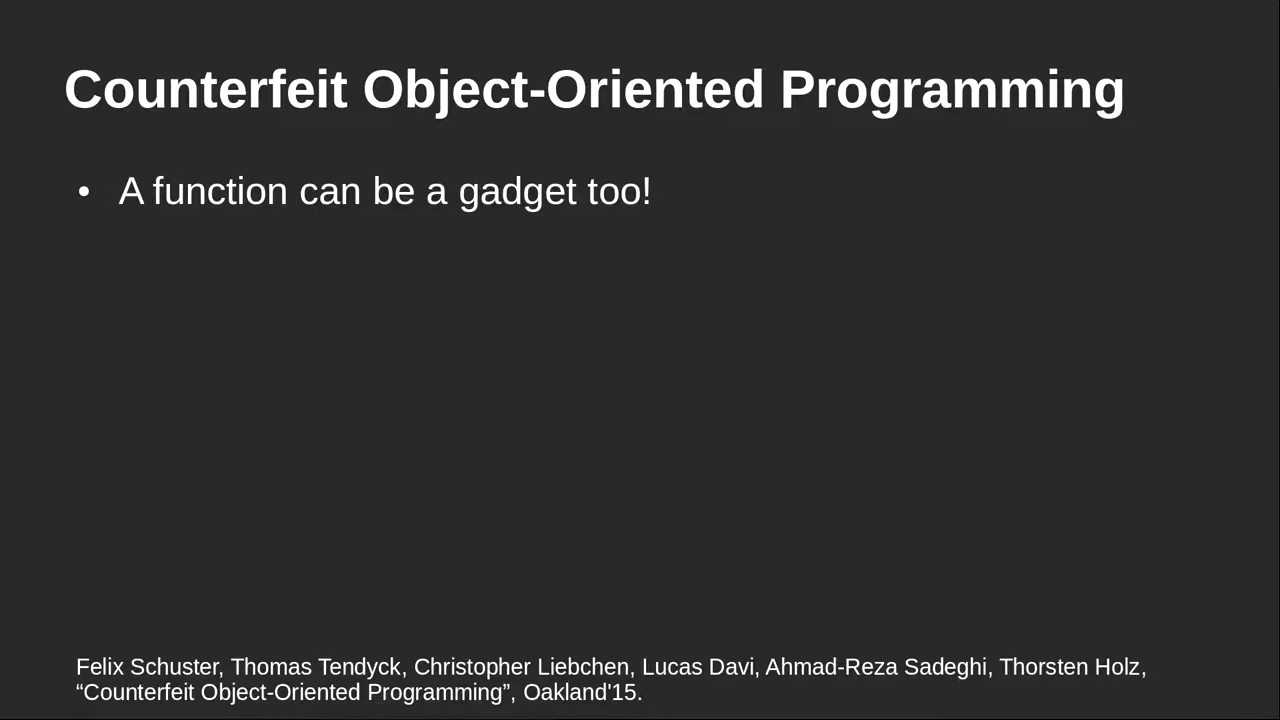 Counterfeit Object-Oriented Programming
• A function can be a gadget too!
Felix Schuster, Thomas Tendyck, Christopher Liebchen, Lucas Davi, Ahmad-Reza Sadeghi, Thorsten Holz,
“Counterfeit Object-Oriented Programming”, Oakland'15.